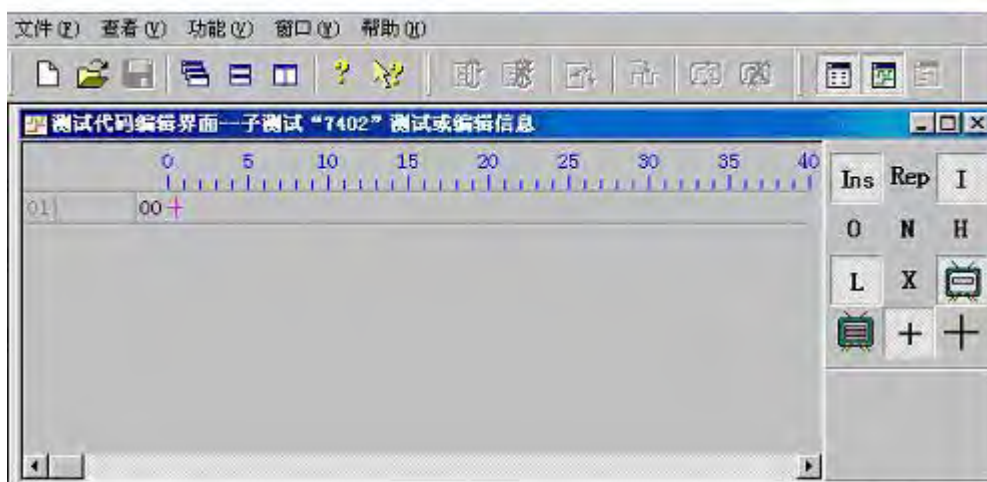 文件(F) 查看(V) 功能(V) 窗口(W) 帮助(H)
测试代码编辑界面--子测试“7402”测试或编辑信息
0 5 10 15 20 25 30 35 40
01) 00
Ins Rep I
O N H
L X